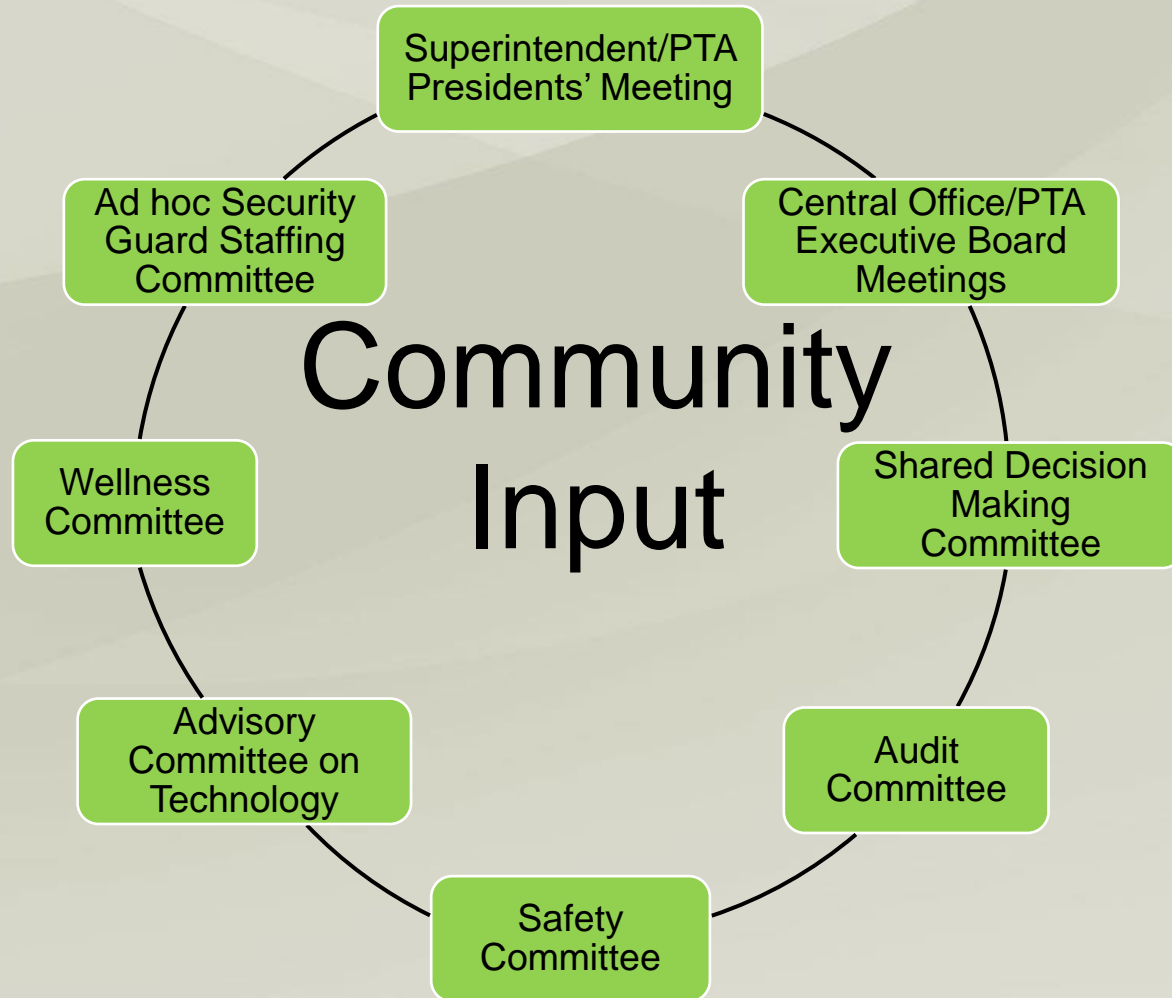 Superintendent/PTA
Presidents’ Meeting
Central Office/PTA
Executive Board
Meetings
Shared Decision
Making
Committee
Audit
Committee
Safety
Committee
Advisory
Committee on
Technology
Wellness
Committee
Ad hoc Security
Guard Staffing
Committee
Community
Input